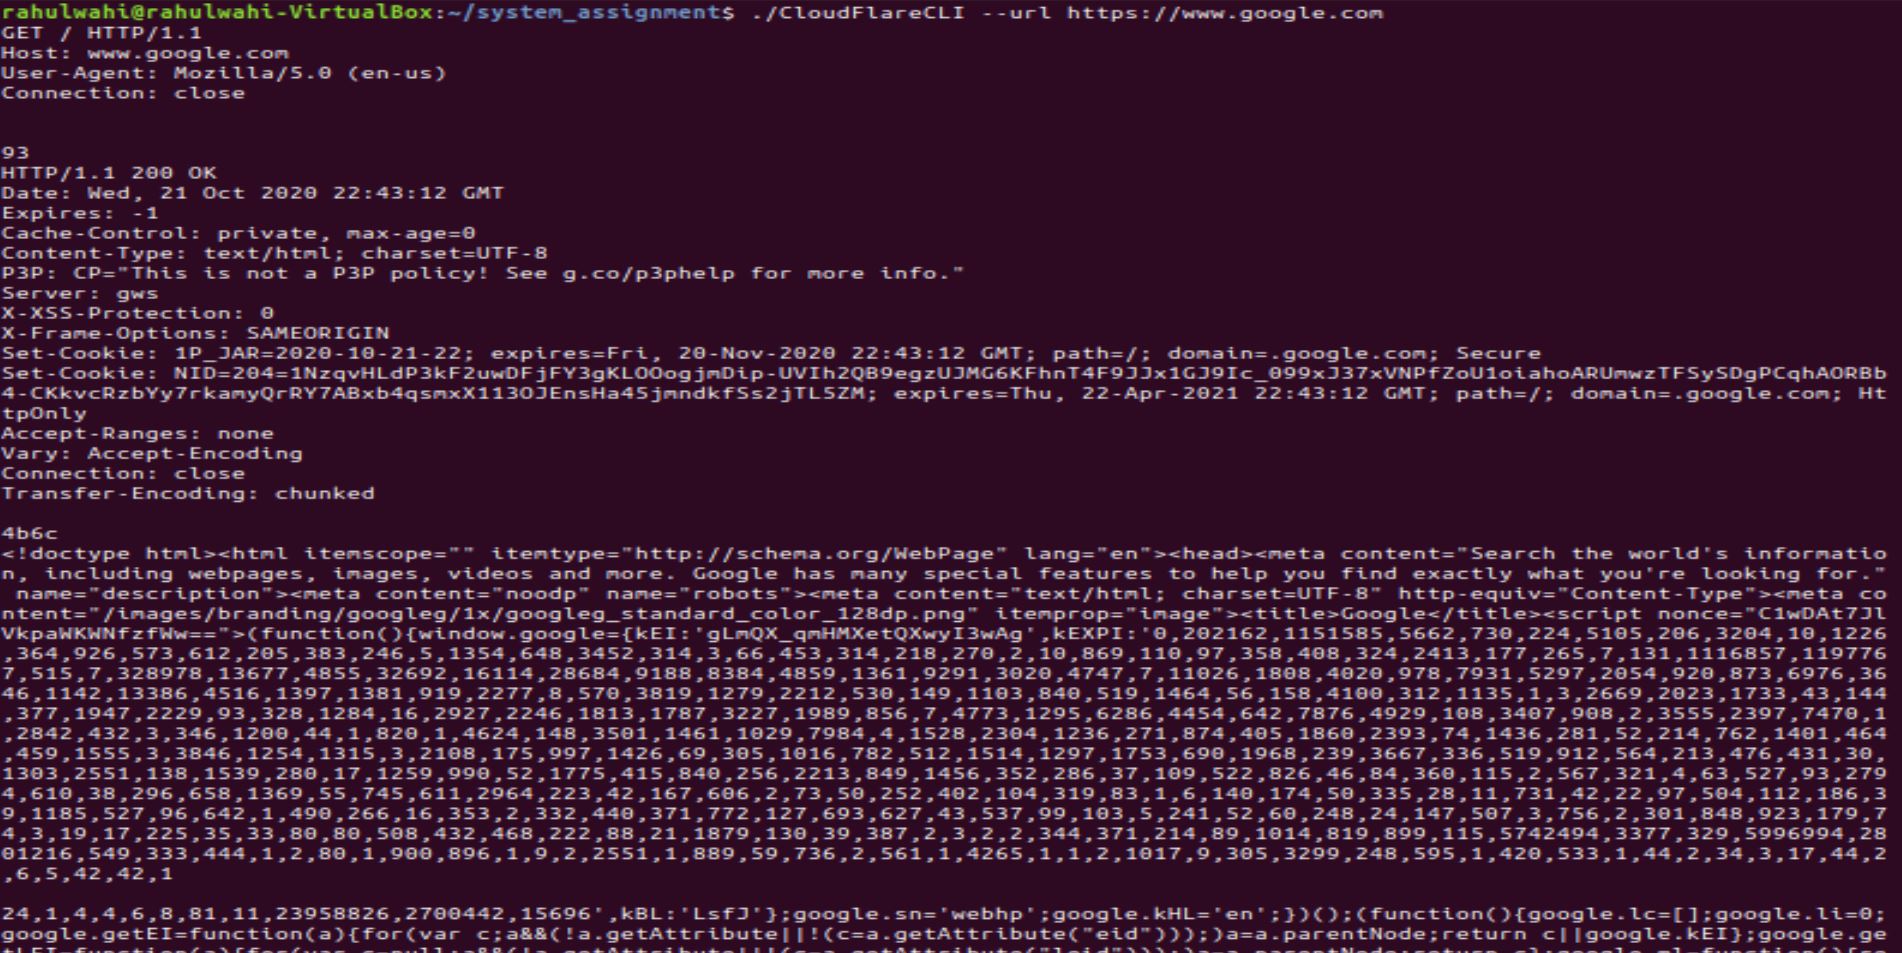 rahulwahi@rahulwahi-VirtualBox:~/system_assignment$ ./CloudFlareCLI --url https://www.google.com
GET / HTTP/1.1
Host: www.google.com
User-Agent: Mozilla/5.0 (en-us)
Connection: close
93
HTTP/1.1 200 OK
Date: Wed, 21 Oct 2020 22:43:12 GMT
Expires: -1
Cache-Control: private, max-age=0
Content-Type: text/html; charset=UTF-8
P3P: CP="This is not a P3P policy! See g.co/p3phelp for more info."
Server: gws
X-XSS-Protection: 0
X-Frame-Options: SAMEORIGIN
Set-Cookie: 1P_JAR=2020-10-21-22; expires=Fri, 20-Nov-2020 22:43:12 GMT; path=/; domain=.google.com; Secure
Set-Cookie: NID=204=1NzqvHLdP3kF2uwDFjFY3gKLOOogjmDip-UVIh2QB9egzUJMG6KFhnT4F9JJx1GJ9Ic_099xJ37xVNPfZoU1oiahoARUmwzTFSySDgPCqhAORBb
4-CKkvcRzbYy7rkamyQrRY7ABxb4qsmxX113OJEnsHa45jmndkfSs2jTL5ZM; expires=Thu, 22-Apr-2021 22:43:12 GMT; path=/; domain=.google.com; Ht
tpOnly
Accept-Ranges: none
Vary: Accept-Encoding
Connection: close
Transfer-Encoding: chunked
4b6c
<!doctype html><html itemscope="" itemtype="http://schema.org/WebPage" lang="en"><head><meta content="Search the world's informatio
n, including webpages, images, videos and more. Google has many special features to help you find exactly what you're looking for."
name="description"><meta content="noodp" name="robots"><meta content="text/html; charset=UTF-8" http-equiv="Content-Type"><meta co
ntent="/images/branding/googleg/1x/googleg_standard_color_128dp.png" itemprop="image"><title>Google</title><script nonce="C1wDAt7Jl
VkpaWKWNfzfWw==">(function(){window.google={kEI:'gLmQX_qmHMXetQXwyI3wAg',kEXPI:'0,202162,1151585,5662,730,224,5105,206,3204,10,1226
,364,926,573,612,205,383,246,5,1354,648,3452,314,3,66,453,314,218,270,2,10,869,110,97,358,408,324,2413,177,265,7,131,1116857,119776
7,515,7,328978,13677,4855,32692,16114,28684,9188,8384,4859,1361,9291,3020,4747,7,11026,1808,4020,978,7931,5297,2054,920,873,6976,36
46,1142,13386,4516,1397,1381,919,2277,8,570,3819,1279,2212,530,149,1103,840,519,1464,56,158,4100,312,1135,1,3,2669,2023,1733,43,144
,377,1947,2229,93,328,1284,16,2927,2246,1813,1787,3227,1989,856,7,4773,1295,6286,4454,642,7876,4929,108,3407,908,2,3555,2397,7470,1
,2842,432,3,346,1200,44,1,820,1,4624,148,3501,1461,1029,7984,4,1528,2304,1236,271,874,405,1860,2393,74,1436,281,52,214,762,1401,464
,459,1555,3,3846,1254,1315,3,2108,175,997,1426,69,305,1016,782,512,1514,1297,1753,690,1968,239,3667,336,519,912,564,213,476,431,30,
1303,2551,138,1539,280,17,1259,990,52,1775,415,840,256,2213,849,1456,352,286,37,109,522,826,46,84,360,115,2,567,321,4,63,527,93,279
4,610,38,296,658,1369,55,745,611,2964,223,42,167,606,2,73,50,252,402,104,319,83,1,6,140,174,50,335,28,11,731,42,22,97,504,112,186,3
9,1185,527,96,642,1,490,266,16,353,2,332,440,371,772,127,693,627,43,537,99,103,5,241,52,60,248,24,147,507,3,756,2,301,848,923,179,7
4,3,19,17,225,35,33,80,80,508,432,468,222,88,21,1879,130,39,387,2,3,2,2,344,371,214,89,1014,819,899,115,5742494,3377,329,5996994,28
01216,549,333,444,1,2,80,1,900,896,1,9,2,2551,1,889,59,736,2,561,1,4265,1,1,2,1017,9,305,3299,248,595,1,420,533,1,44,2,34,3,17,44,2
,6,5,42,42,1
24,1,4,4,6,8,81,11,23958826,2700442,15696',kBL:'LsfJ'};google.sn='webhp';google.kHL='en';})();(function(){google.lc=[];google.li=0;
google.getEI=function(a){for(var c;a&&(!a.getAttribute||!(c=a.getAttribute("eid")));)a=a.parentNode;return c||google.kEI};google.ge